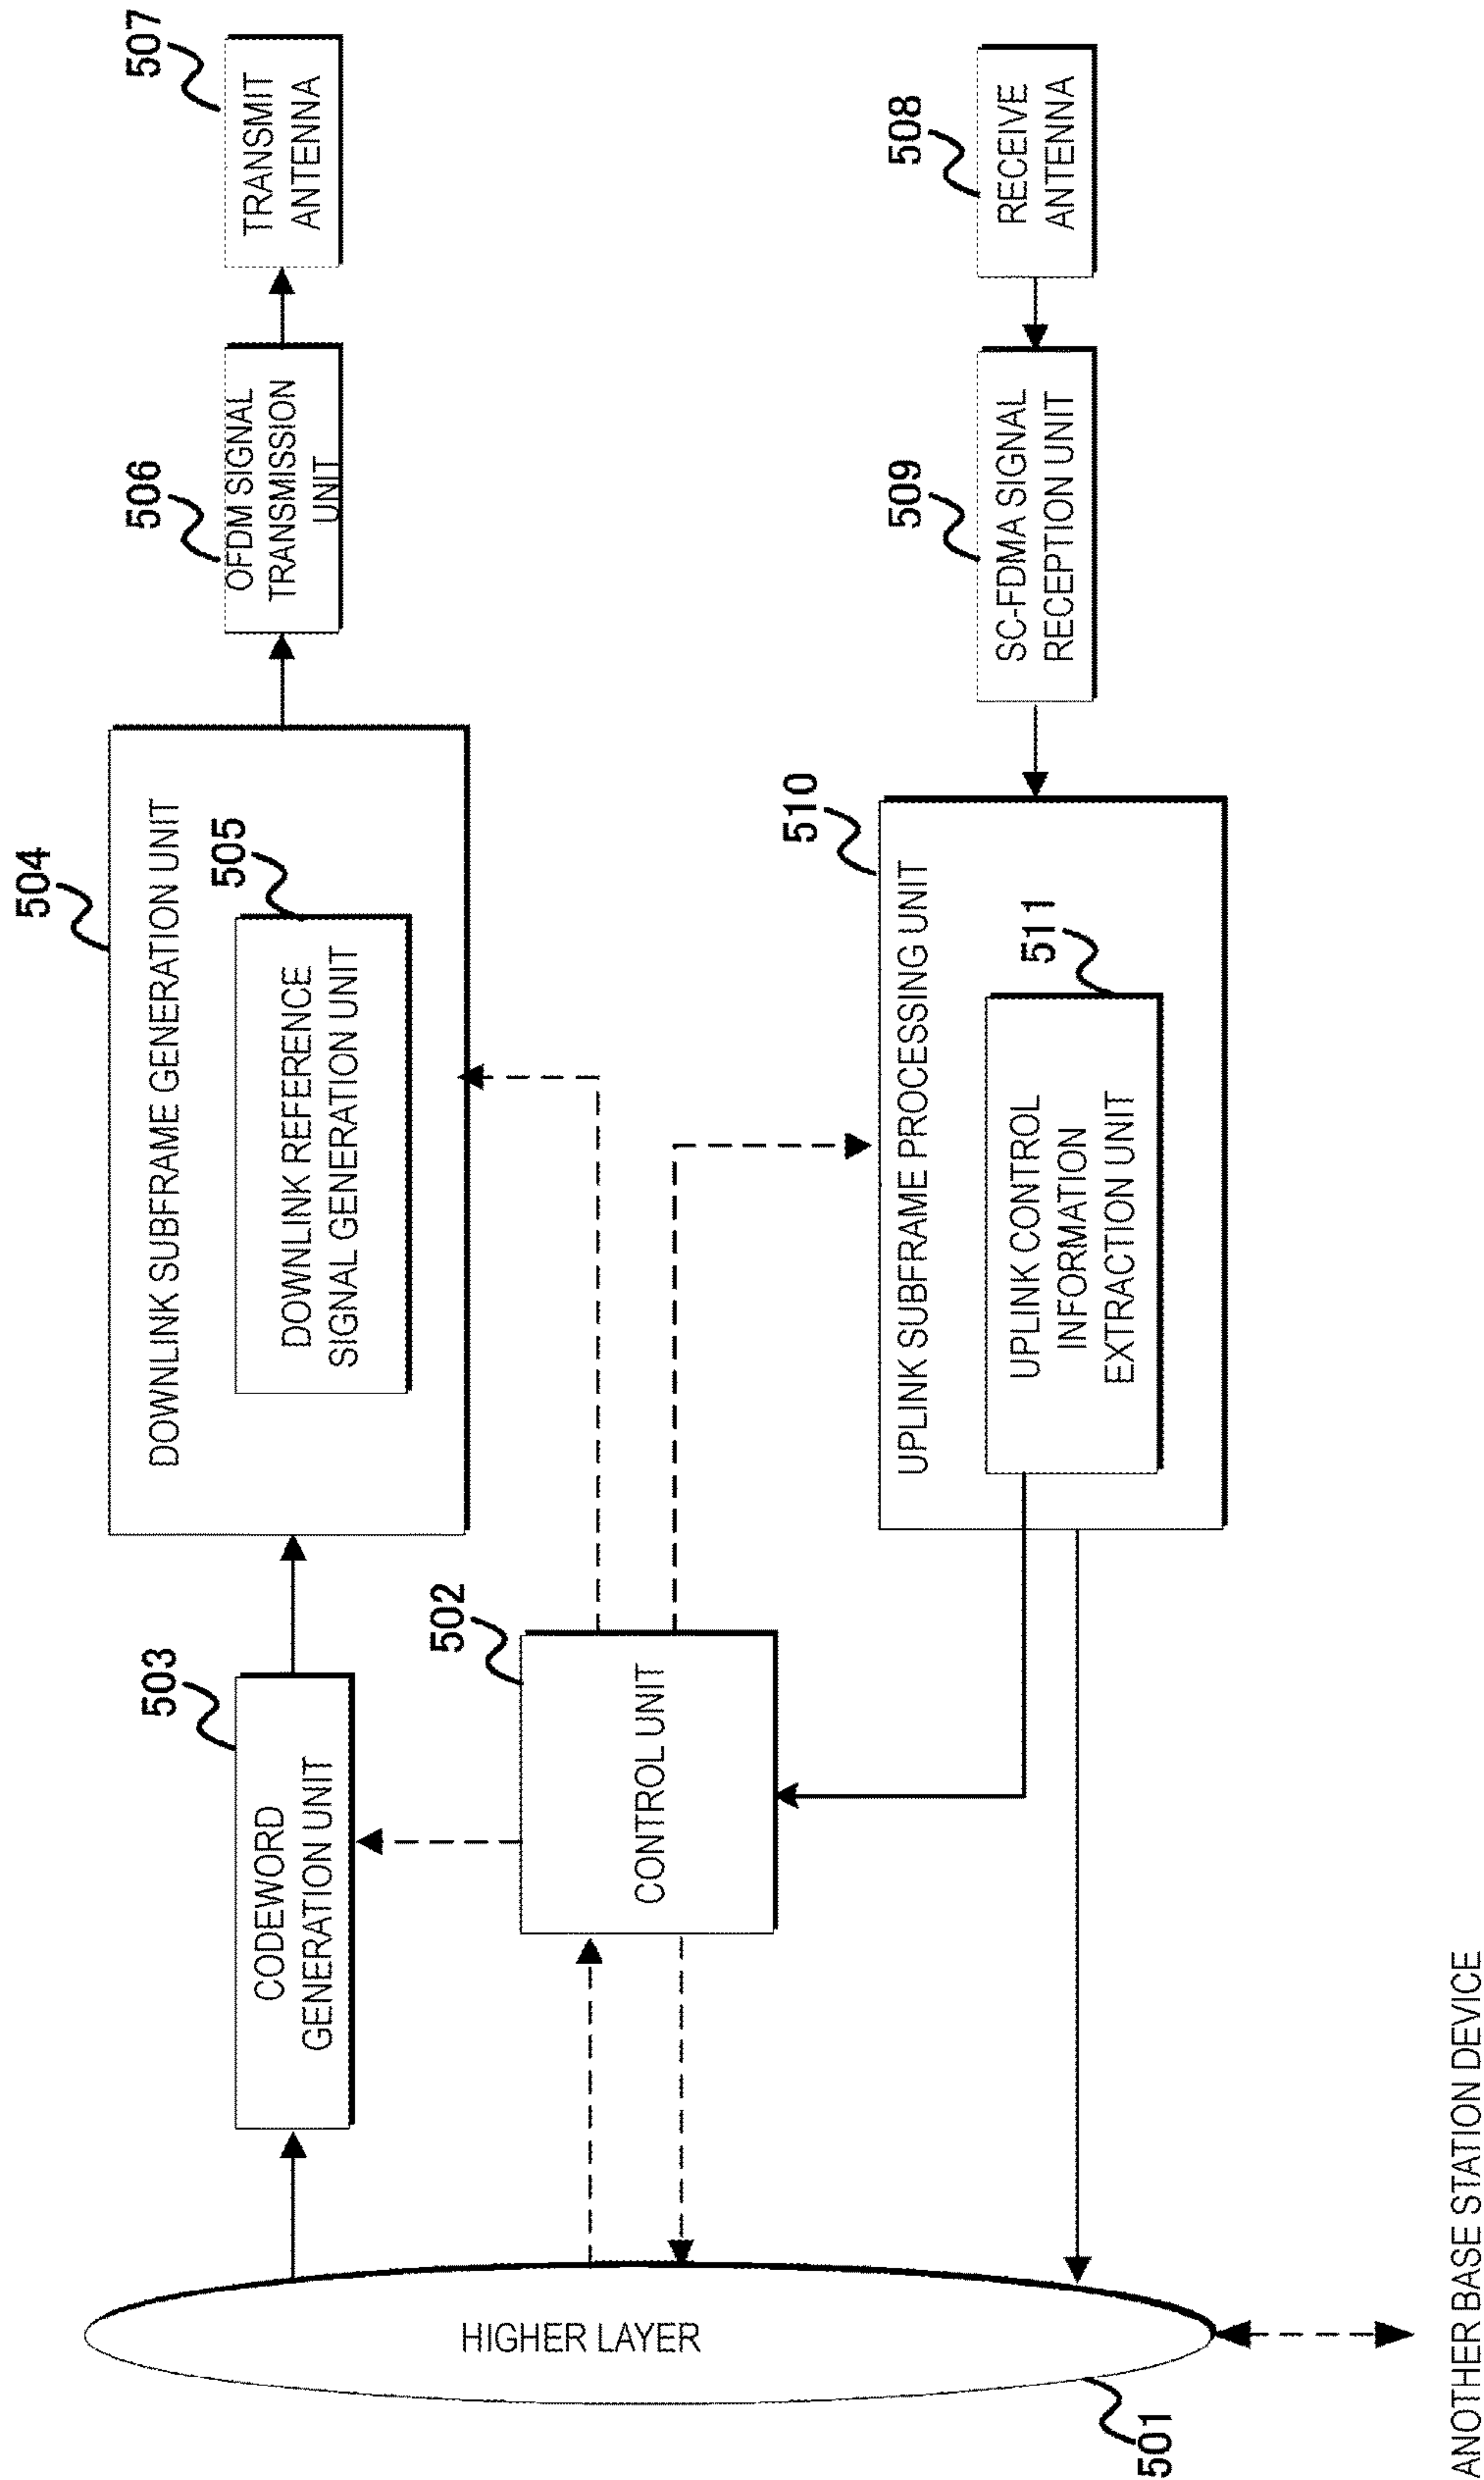 501
HIGHER LAYER
503
CODEWORD
GENERATION UNIT
502
CONTROL UNIT
504
DOWNLINK SUBFRAME GENERATION UNIT
505
DOWNLINK REFERENCE
SIGNAL GENERATION UNIT
506
OFDM SIGNAL
TRANSMISSION
UNIT
507
TRANSMIT
ANTENNA
508
RECEIVE
ANTENNA
509
SC-FDMA SIGNAL
RECEPTION UNIT
510
UPLINK SUBFRAME PROCESSING UNIT
511
UPLINK CONTROL
INFORMATION
EXTRACTION UNIT
ANOTHER BASE STATION DEVICE